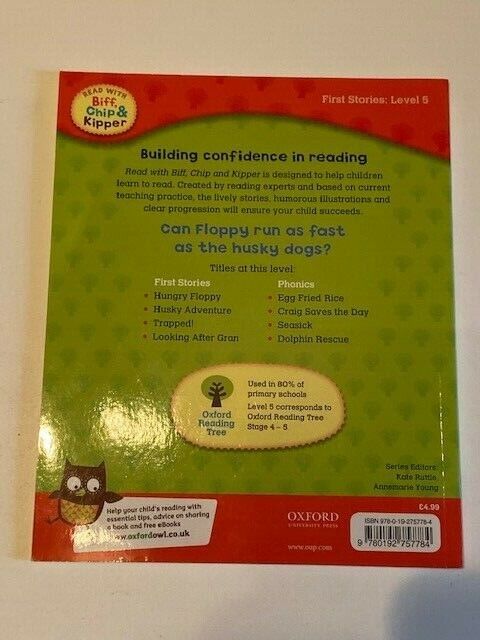 READ WITH
Biff,
Chip &
Kipper
First Stories: Level 5
Building confidence in reading
Read with Biff, Chip and Kipper is designed to help children
learn to read. Created by reading experts and based on current
teaching practice, the lively stories, humorous illustrations and
clear progression will ensure your child succeeds.
Can Floppy run as fast
as the husky dogs?
Titles at this level:
First Stories
• Hungry Floppy
• Husky Adventure
• Trapped!
• Looking After Gran
Phonics
• Egg Fried Rice
• Craig Saves the Day
• Seasick
• Dolphin Rescue
Oxford
Reading
Tree
Used in 80% of
primary schools
Level 5 corresponds to
Oxford Reading Tree
Stage 4 – 5
Series Editors:
Kate Ruttle,
Annemarie Young
Help your child's reading with
essential tips, advice on sharing
a book and free eBooks
www.oxfordowl.co.uk
OXFORD
UNIVERSITY PRESS
www.oup.com
£4.99
ISBN 978-0-19-275778-4
9 780192 757784